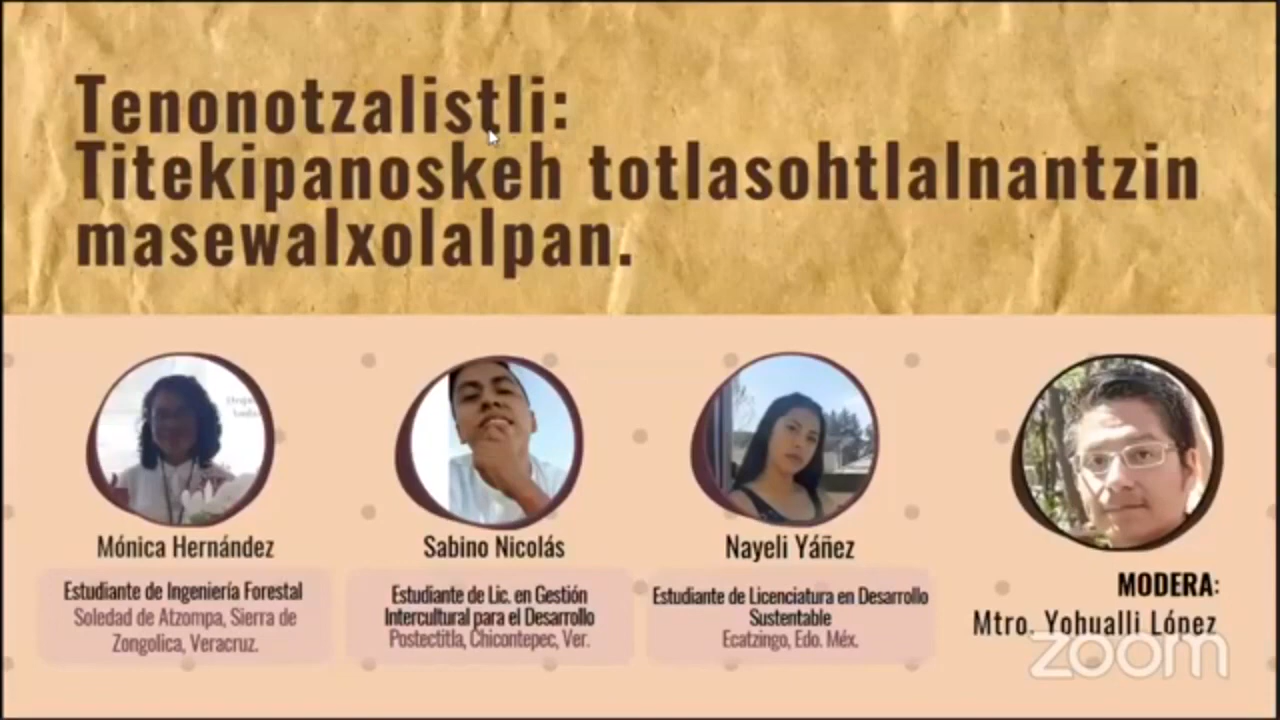 Tenonotzalistli:
Titekipanoskeh totlasohtlalnantzin
masewalxolalpan.
Mónica Hernández
Estudiante de Ingeniería Forestal
Soledad de Atzompa, Sierra de
Zongolica, Veracruz.
Sabino Nicolás
Estudiante de Lic. en Gestión
Intercultural para el Desarrollo
Postectitla, Chicontepec, Ver.
Nayeli Yáñez
Estudiante de Licenciatura en Desarrollo
Sustentable
Ecatzingo, Edo. Méx.
MODERA:
Mtro. Yohualli López
zoom